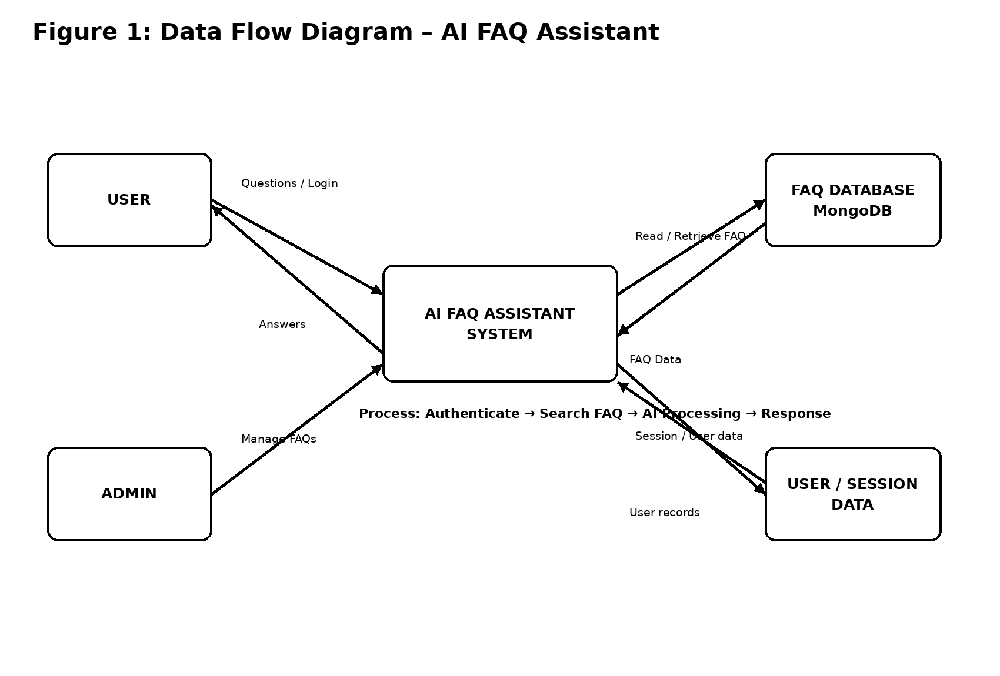 Figure 1: Data Flow Diagram – AI FAQ Assistant
USER
Questions / Login
FAQ DATABASE
MongoDB
Read / Retrieve FAQ
AI FAQ ASSISTANT
SYSTEM
Answers
FAQ Data
Process: Authenticate → Search FAQ → AI Processing → Response
Manage FAQs
Session / User data
ADMIN
USER / SESSION
DATA
User records